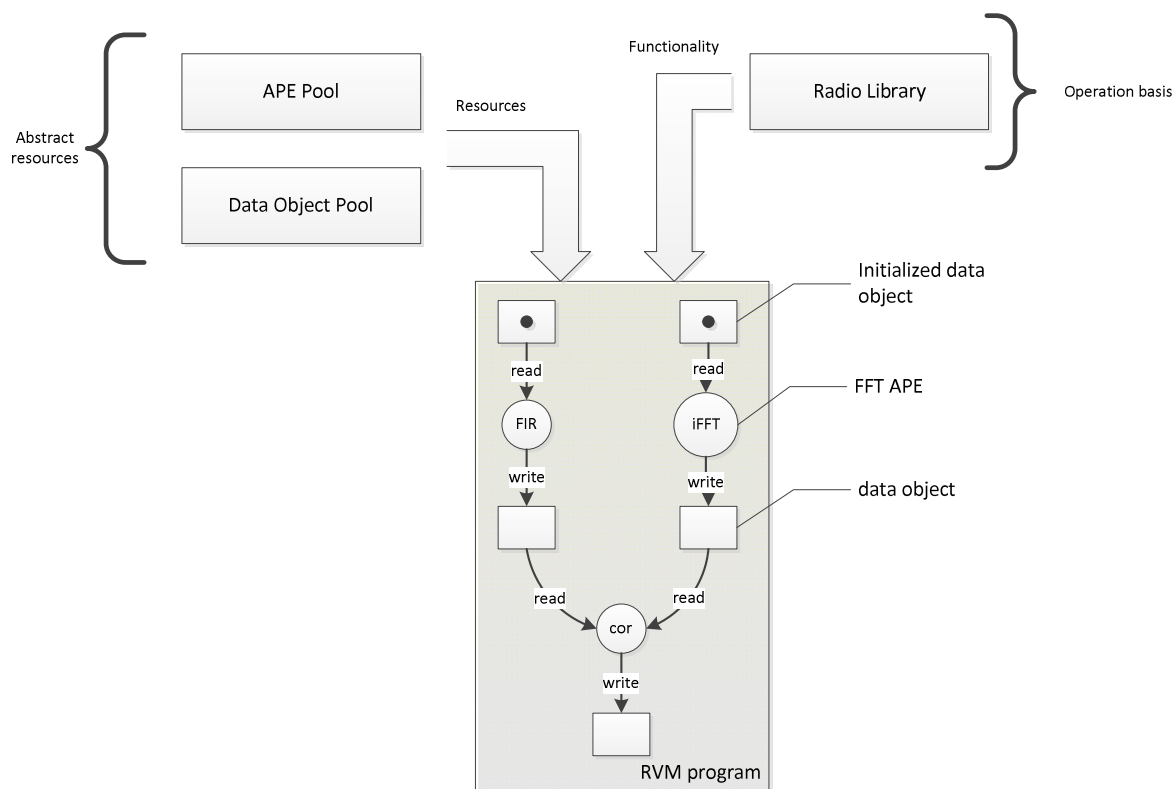 Functionality
APE Pool
Radio Library
Operation basis
Resources
Abstract
resources
Data Object Pool
Initialized data
object
read
read
FFT APE
FIR
iFFT
write
write
data object
read
read
cor
write
RVM program